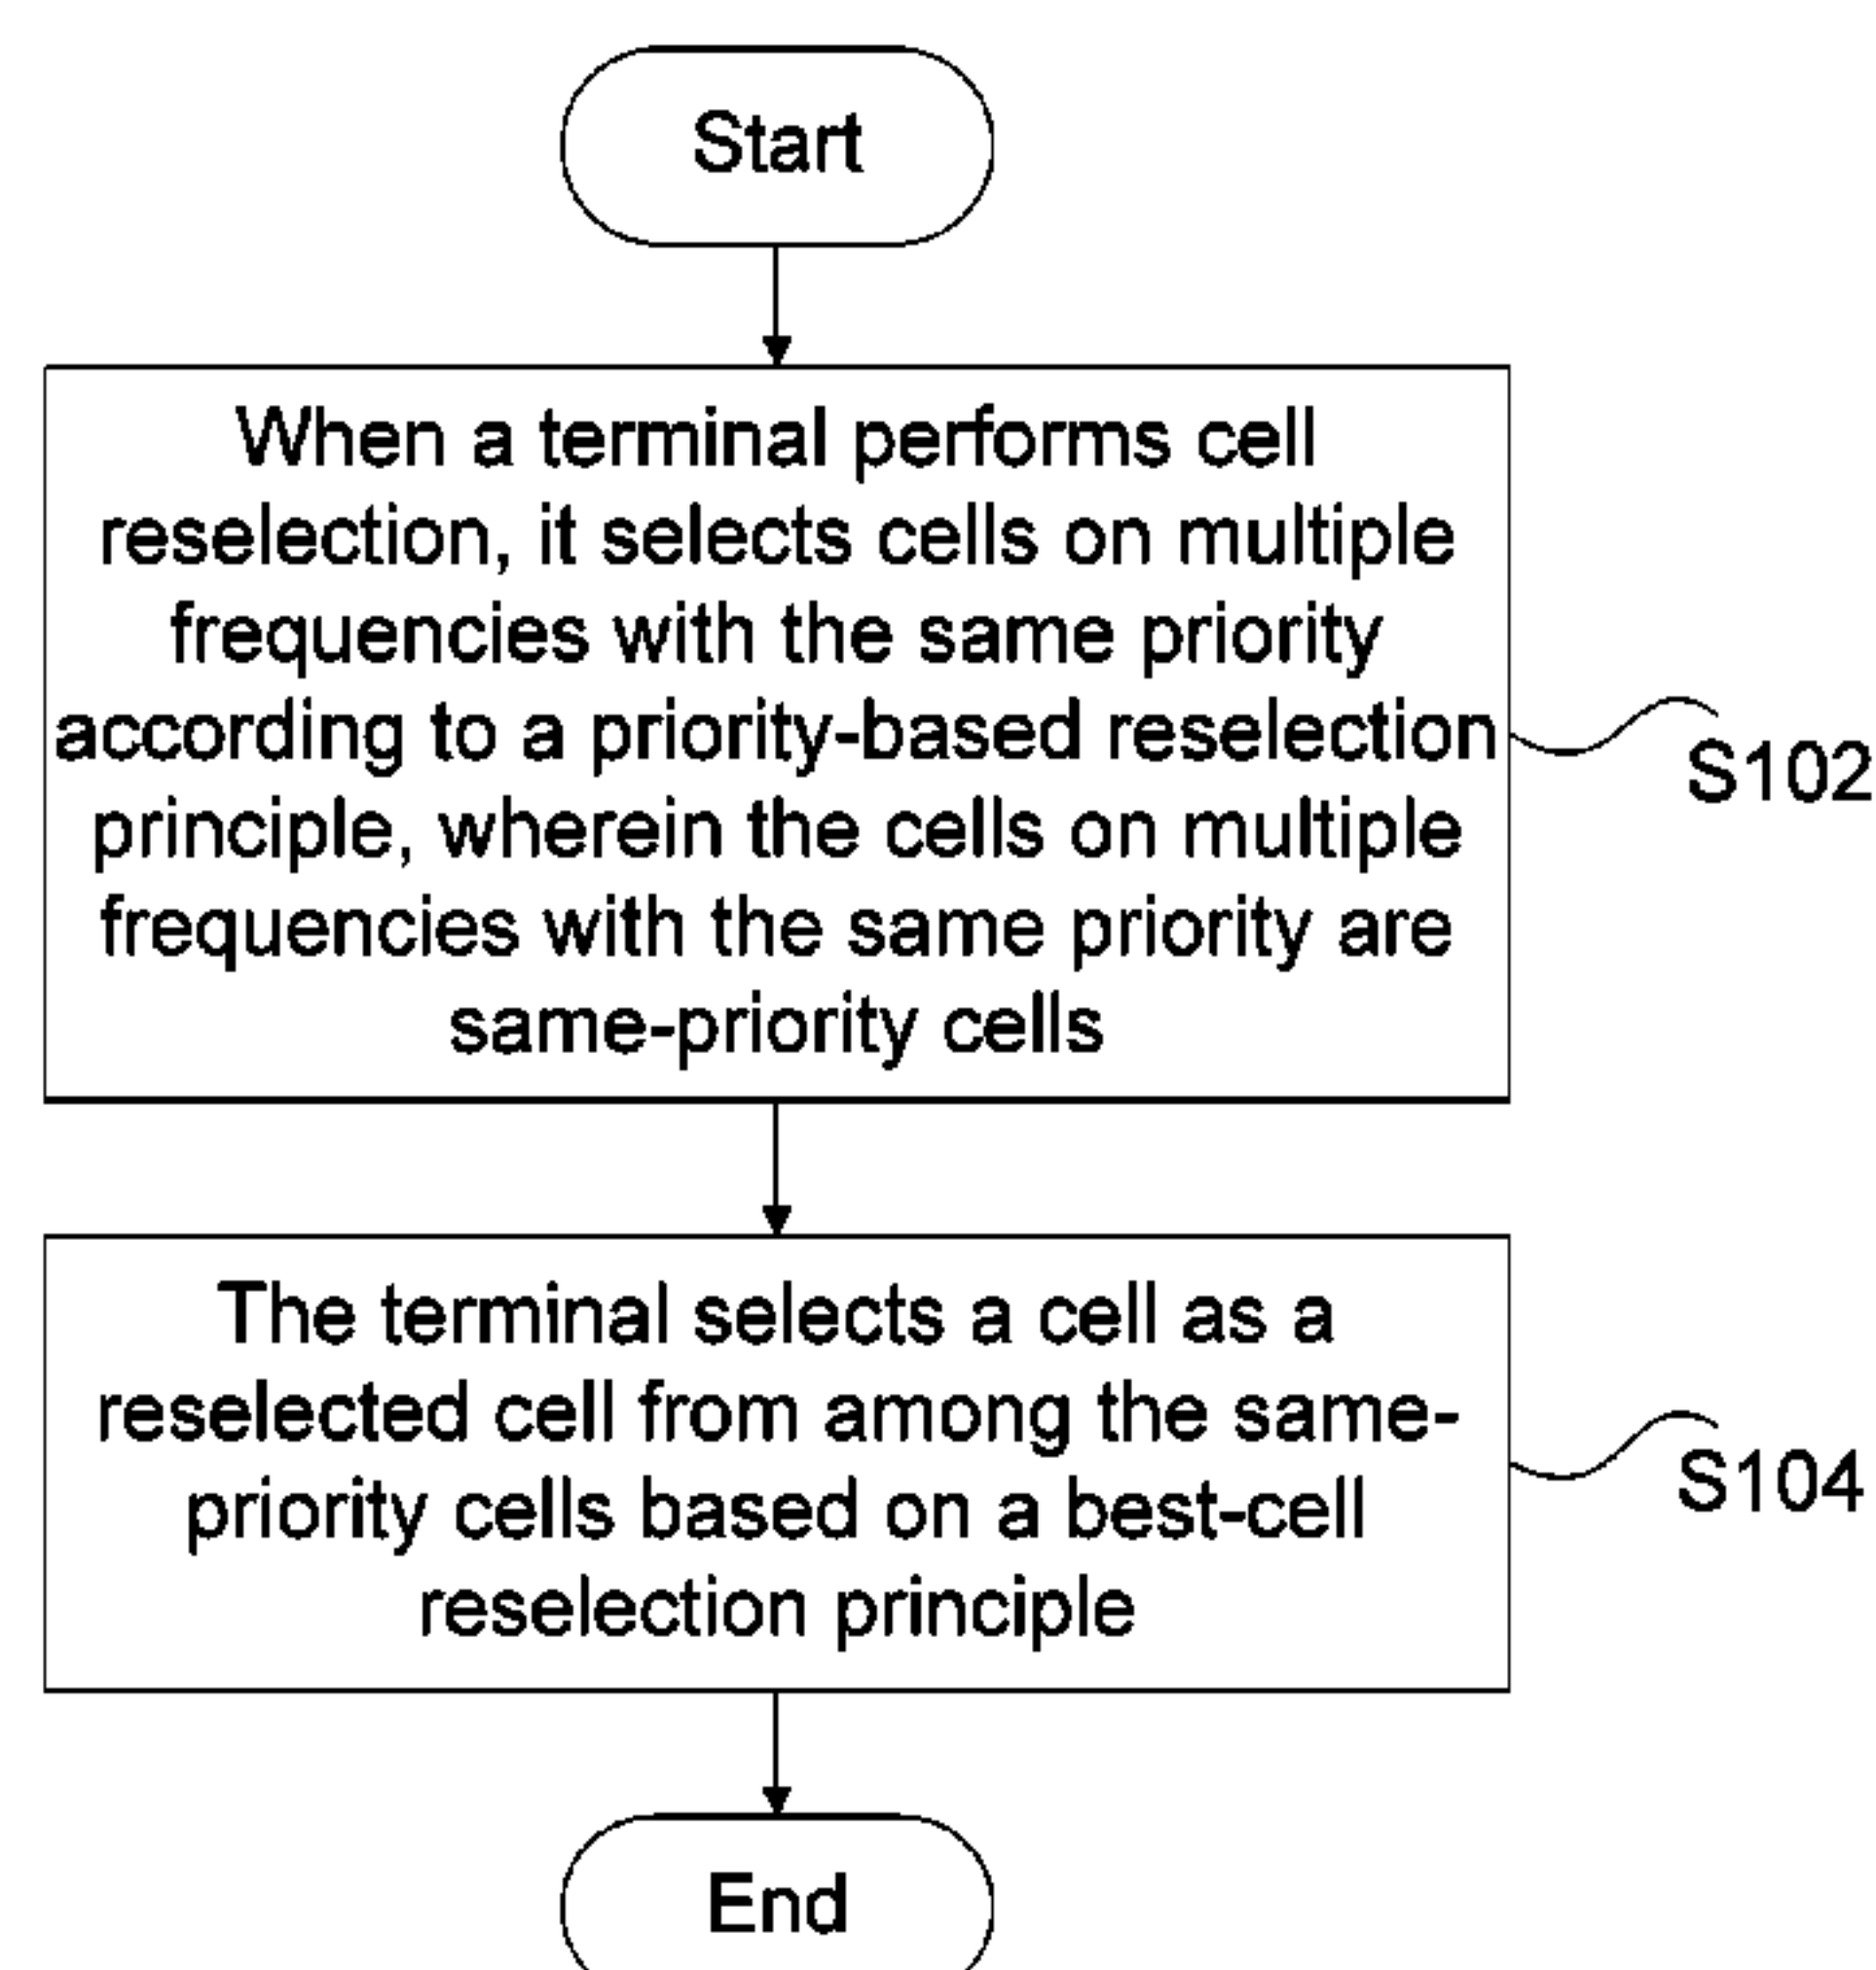 Start
When a terminal performs cell
reselection, it selects cells on multiple
frequencies with the same priority
according to a priority-based reselection
principle, wherein the cells on multiple
frequencies with the same priority are
same-priority cells
S102
The terminal selects a cell as a
reselected cell from among the same-
priority cells based on a best-cell
reselection principle
S104
End